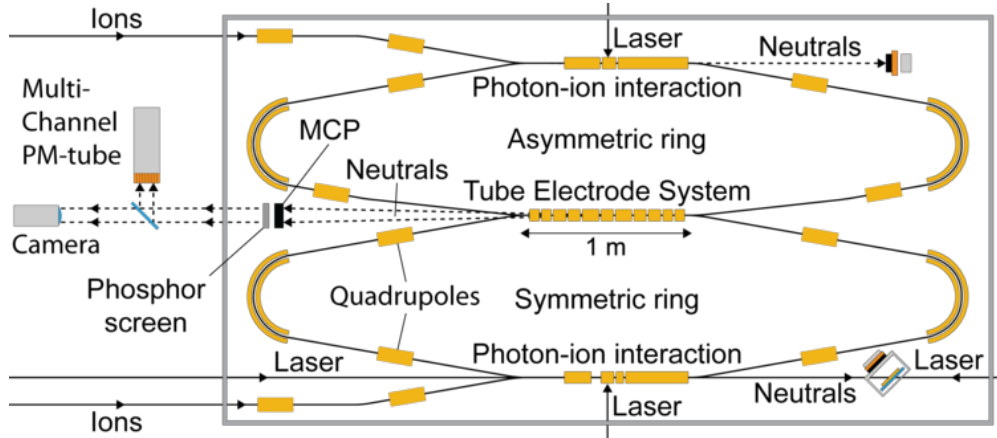 Ions
Laser
Neutrals
Photon-ion interaction
Multi-
Channel
PM-tube
MCP
Asymmetric ring
Neutrals
Tube Electrode System
Camera
1 m
Phosphor
screen
Quadrupoles
Symmetric ring
Photon-ion interaction
Laser
Laser
Neutrals
Laser
Ions